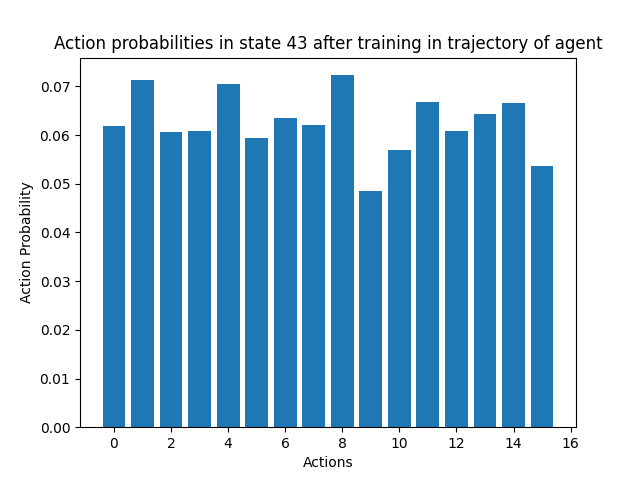 Action probabilities in state 43 after training in trajectory of agent
Action Probability
0.07
0.06
0.05
0.04
0.03
0.02
0.01
0.00
0 2 4 6 8 10 12 14 16
Actions